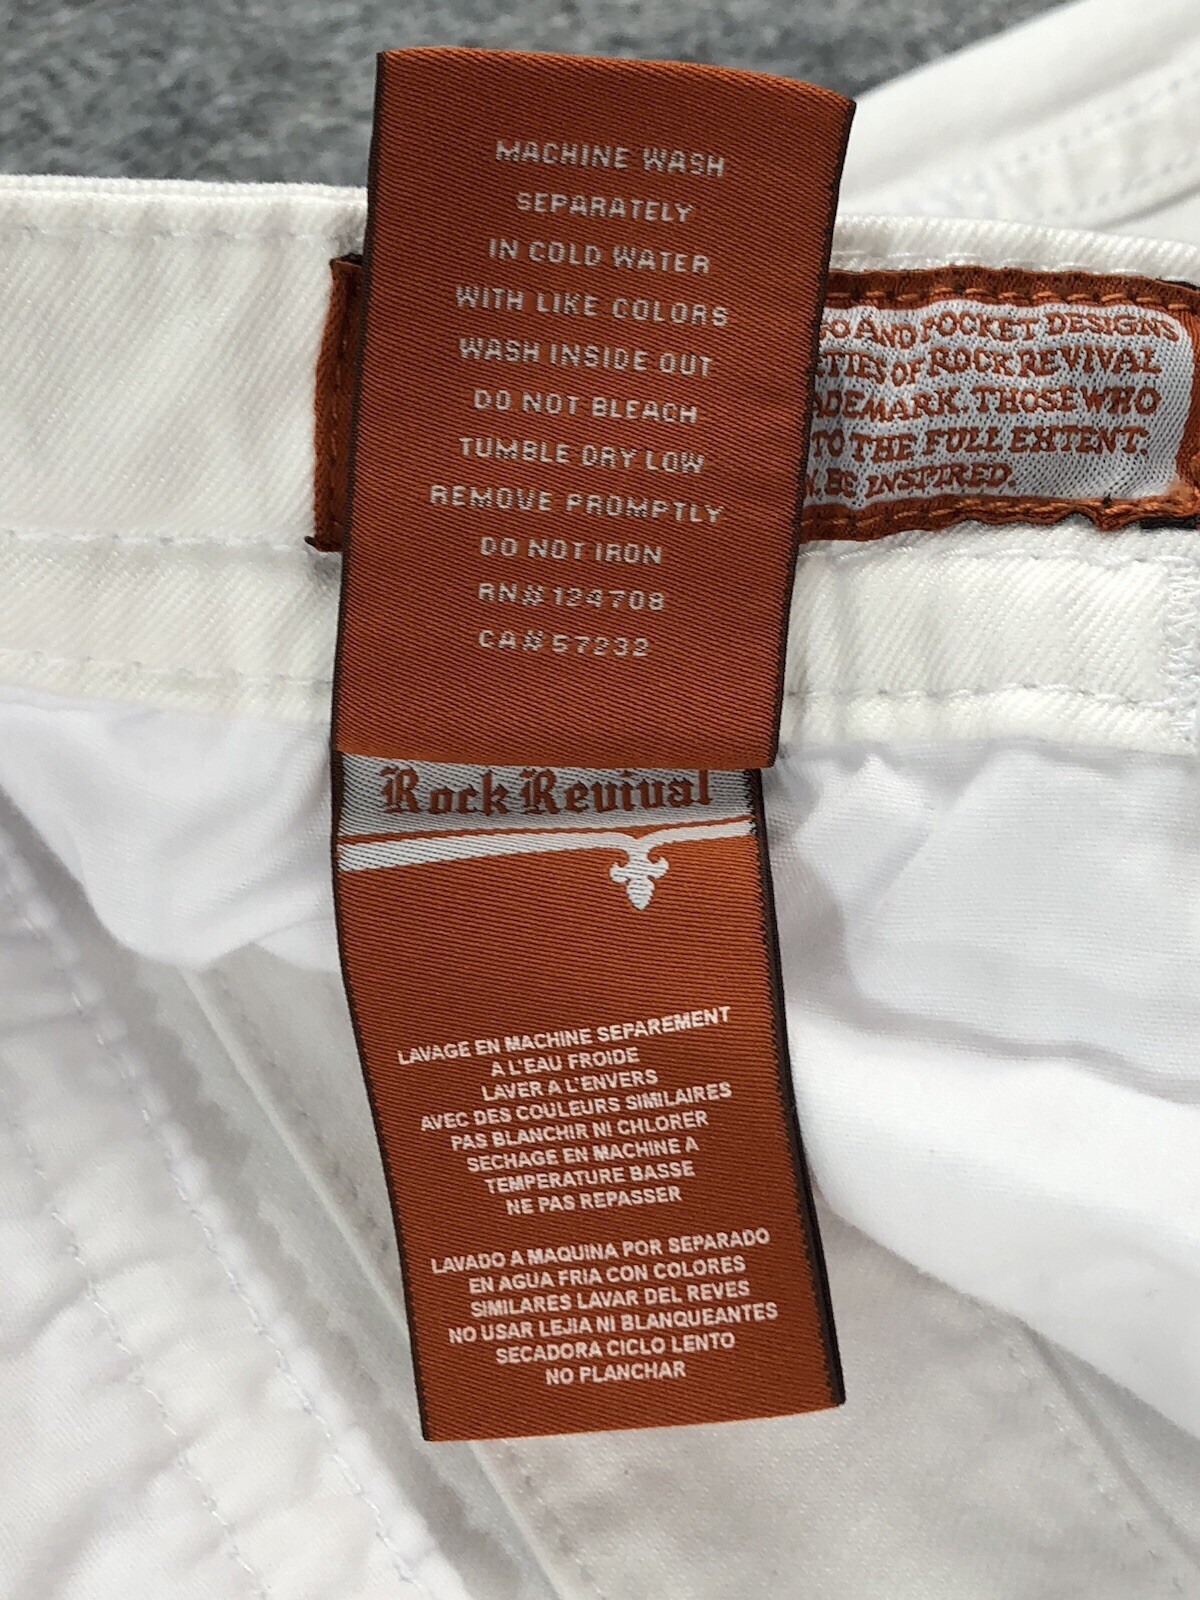 MACHINE WASH
SEPARATELY
IN COLD WATER
WITH LIKE COLORS
WASH INSIDE OUT
DO NOT BLEACH
TUMBLE DRY LOW
REMOVE PROMPTLY
DO NOT IRON
RN# 124708
CA# 57232
AND POCKET DESIGNS
OF ROCK REVIVAL
THOSE WHO
TO THE FULL EXTENT.
BE INSPIRED.
Rock Revival
LAVAGE EN MACHINE SEPAREMENT
A L'EAU FROIDE
LAVER A L'ENVERS
AVEC DES COULEURS SIMILAIRES
PAS BLANCHIR NI CHLORER
SECHAGE EN MACHINE A
TEMPERATURE BASSE
NE PAS REPASSER
LAVADO A MAQUINA POR SEPARADO
EN AGUA FRIA CON COLORES
SIMILARES LAVAR DEL REVES
NO USAR LEJIA NI BLANQUEANTES
SECADORA CICLO LENTO
NO PLANCHAR